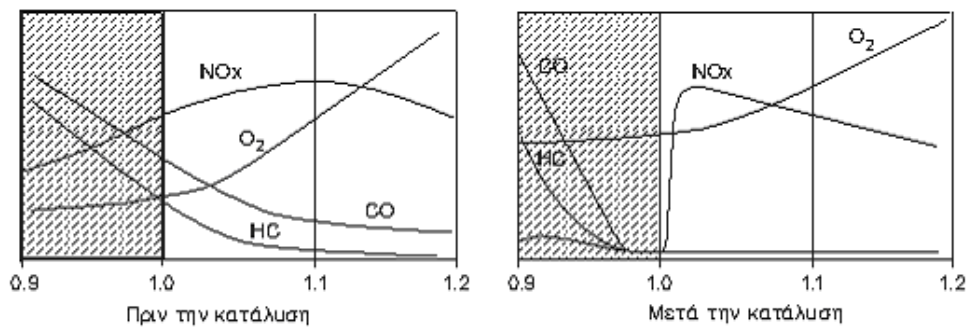 NOx
O2
CO
HC
0.9 1.0 1.1 1.2
Πριν την κατάλυση
O2
CO
NOx
HC
0.9 1.0 1.1 1.2
Μετά την κατάλυση